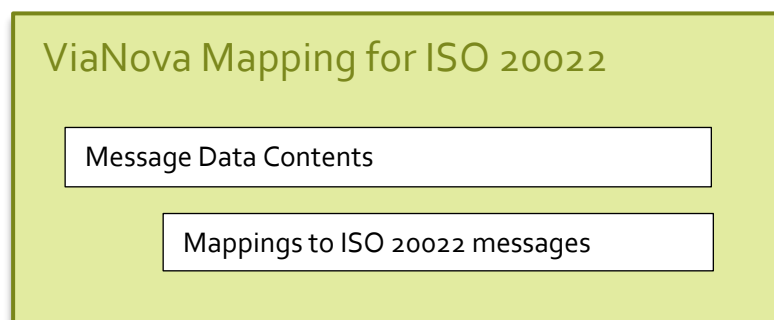 ViaNova Mapping for ISO 20022
Message Data Contents
Mappings to ISO 20022 messages